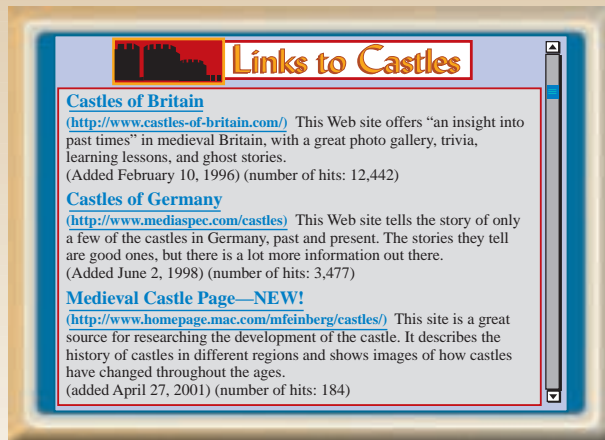 Links to Castles
Castles of Britain
(http://www.castles-of-britain.com/) This Web site offers “an insight into
past times” in medieval Britain, with a great photo gallery, trivia,
learning lessons, and ghost stories.
(Added February 10, 1996) (number of hits: 12,442)
Castles of Germany
(http://www.mediaspec.com/castles) This Web site tells the story of only
a few of the castles in Germany, past and present. The stories they tell
are good ones, but there is a lot more information out there.
(Added June 2, 1998) (number of hits: 3,477)
Medieval Castle Page—NEW!
(http://www.homepage.mac.com/mfeinberg/castles/) This site is a great
source for researching the development of the castle. It describes the
history of castles in different regions and shows images of how castles
have changed throughout the ages.
(added April 27, 2001) (number of hits: 184)